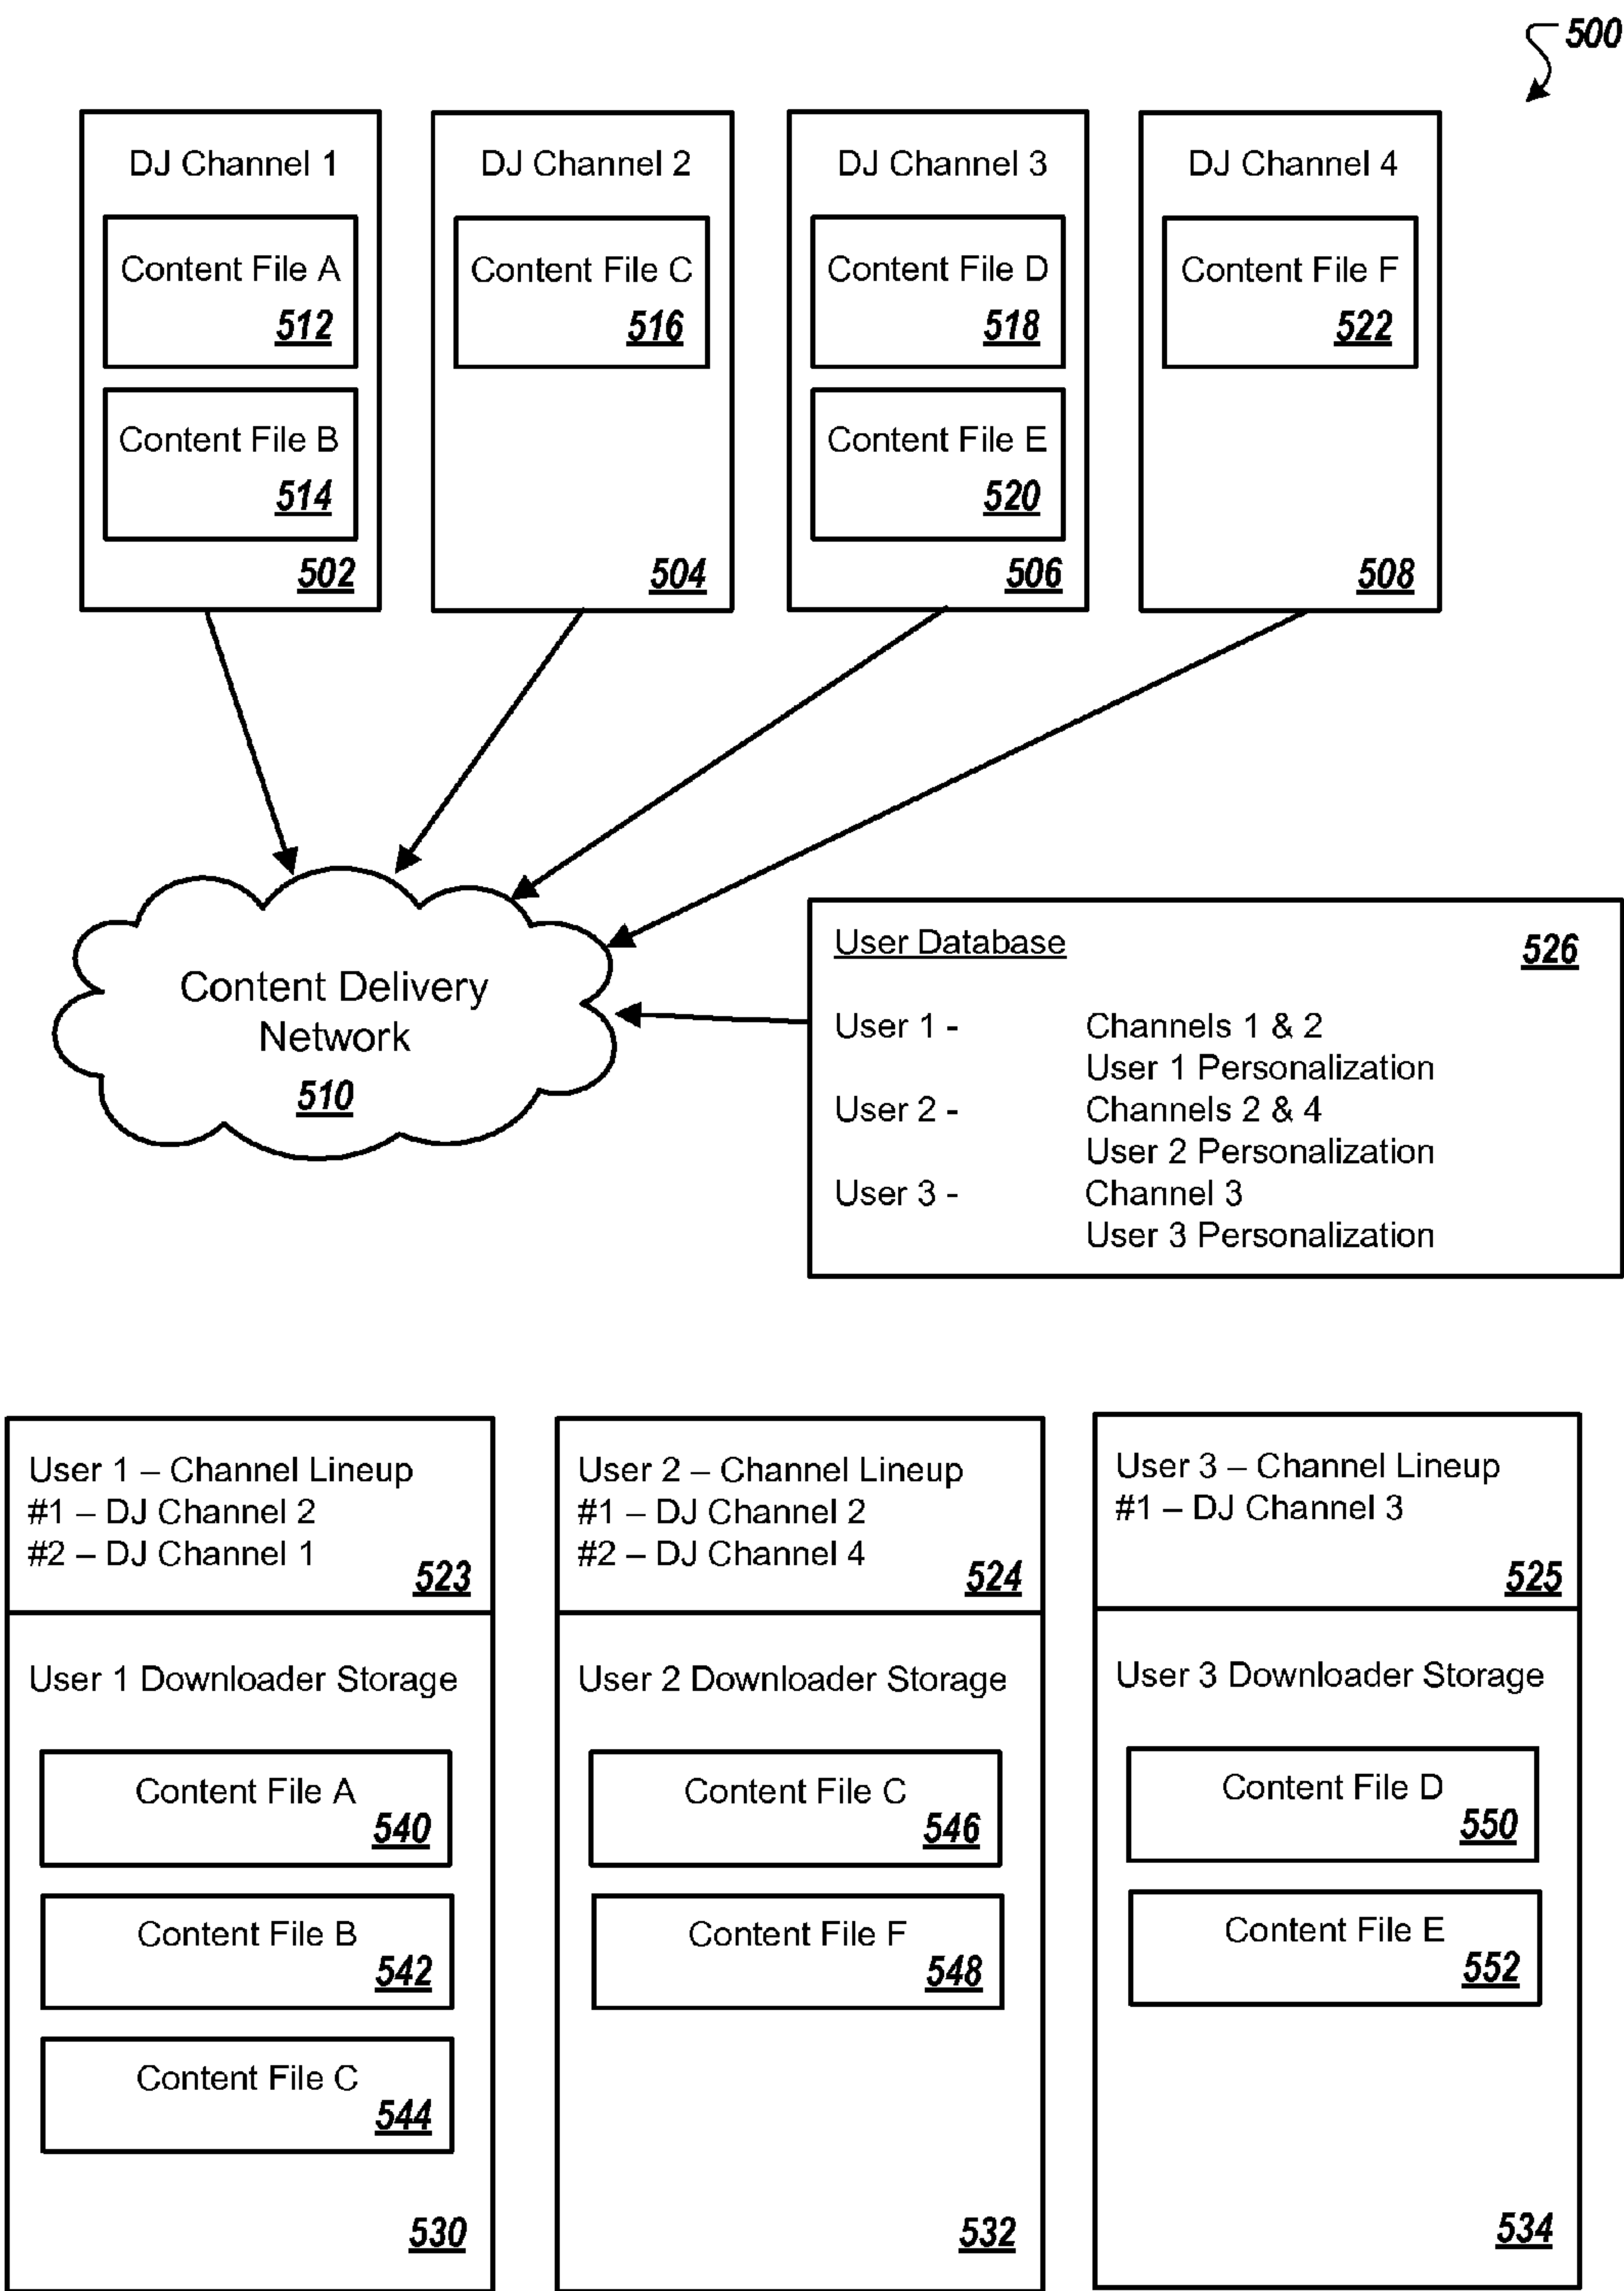 500
DJ Channel 1
Content File A
512
Content File B
514
502
DJ Channel 2
Content File C
516
504
DJ Channel 3
Content File D
518
Content File E
520
506
DJ Channel 4
Content File F
522
508
Content Delivery
Network
510
User Database
526
User 1 - Channels 1 & 2
User 1 Personalization
User 2 - Channels 2 & 4
User 2 Personalization
User 3 - Channel 3
User 3 Personalization
User 1 – Channel Lineup
#1 – DJ Channel 2
#2 – DJ Channel 1
523
User 1 Downloader Storage
Content File A
540
Content File B
542
Content File C
544
530
User 2 – Channel Lineup
#1 – DJ Channel 2
#2 – DJ Channel 4
524
User 2 Downloader Storage
Content File C
546
Content File F
548
532
User 3 – Channel Lineup
#1 – DJ Channel 3
525
User 3 Downloader Storage
Content File D
550
Content File E
552
534